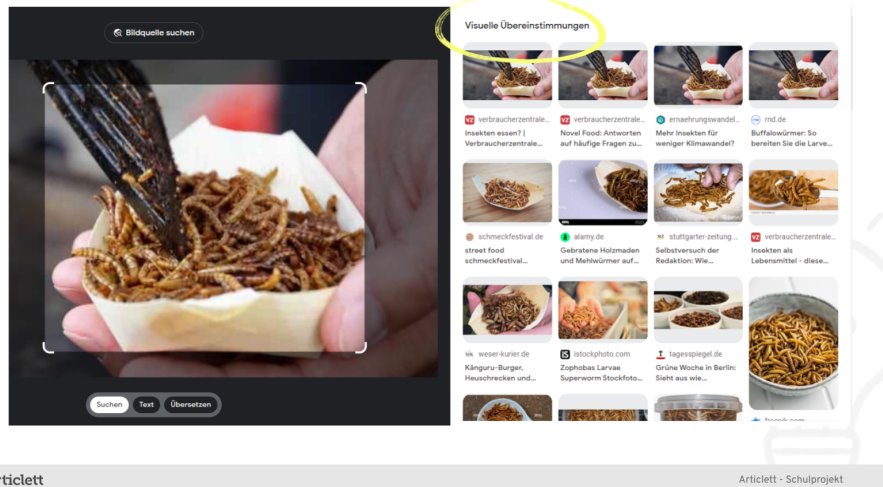 Bildquelle suchen
Visuelle Übereinstimmungen
verbraucherzentrale...
Insekten essen? |
Verbraucherzentrale...
verbraucherzentrale...
Novel Food: Antworten
auf häufige Fragen zu...
ernaehrungswandel...
Mehr Insekten für
weniger Klimawandel?
rnd.de
Buffalowürmer: So
bereiten Sie die Larve...
schmeckfestival.de
street food
schmeckfestival...
alamy.de
Gebratene Holzmaden
und Mehlwürmer auf...
stuttgarter-zeitung....
Selbstversuch der
Redaktion: Wie...
verbraucherzentrale...
Insekten als
Lebensmittel - diese...
weser-kurier.de
Känguru-Burger,
Heuschrecken und...
istockphoto.com
Zophobas Larvae
Superworm Stockfoto...
tagesspiegel.de
Grüne Woche in Berlin:
Sieht aus wie...
Suchen
Text
Übersetzen
rticlett
Articlett - Schulprojekt